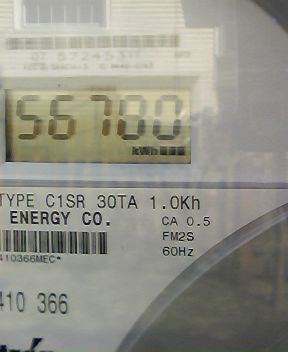 56780
kWh
TYPE C1SR 30TA 1.0Kh
ENERGY CO.
CA 0.5
FM2S
60Hz
410366MEC*
410 366